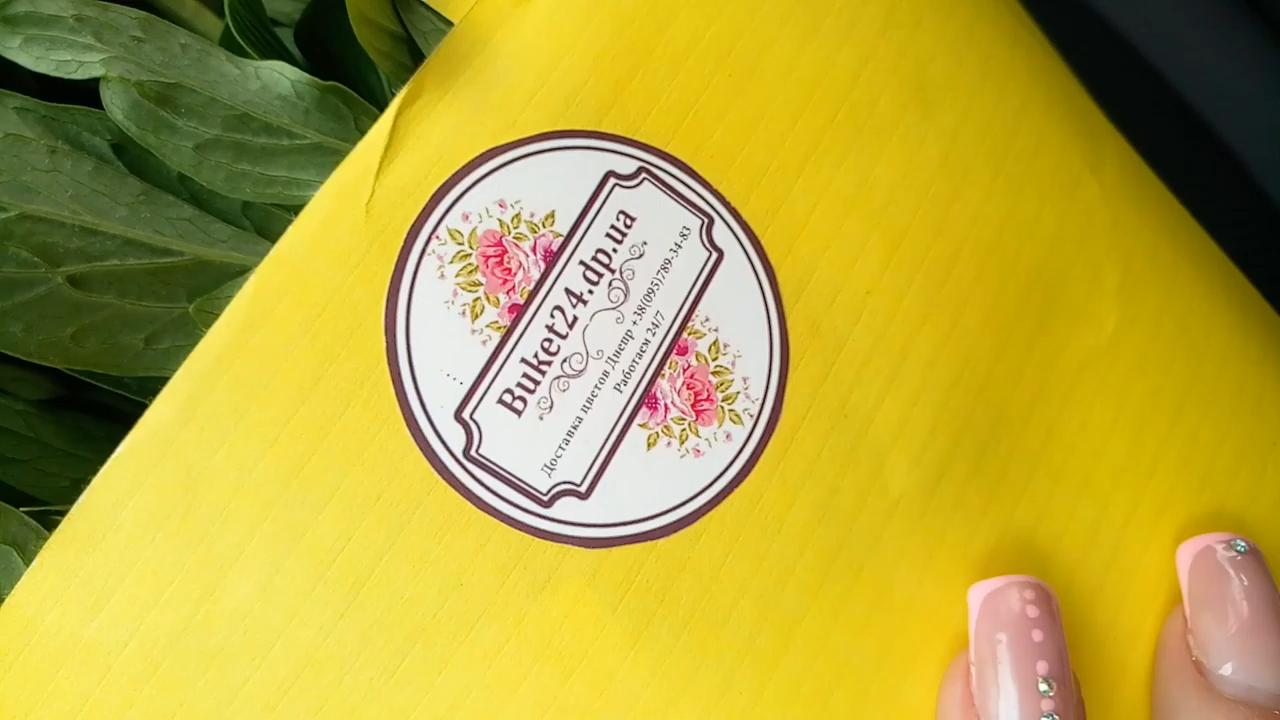 Buket24.dp.ua
Доставка цветов Днепр +38(095)789-34-83
Работаем 24/7